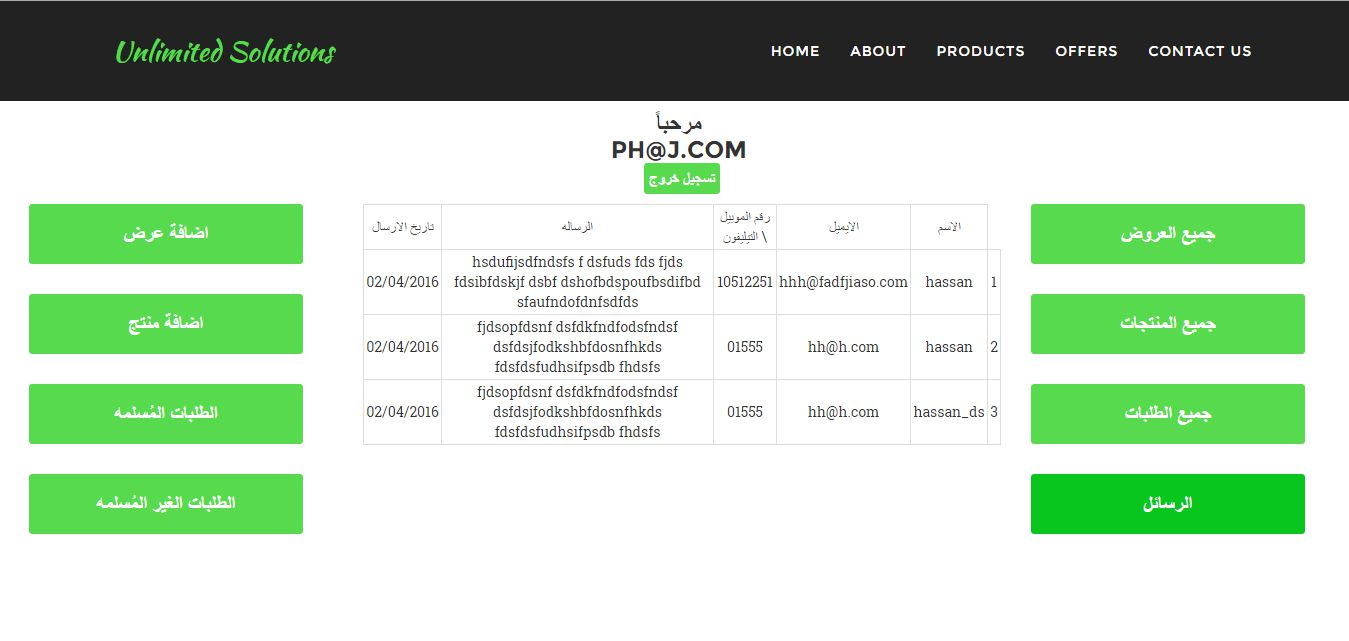 Unlimited Solutions
HOME ABOUT PRODUCTS OFFERS CONTACT US
مرحباً
PH@J.COM
تسجيل خروج
جميع العروض
جميع المنتجات
جميع الطلبات
الرسائل
الاسم
الايميل
رقم الموبيل
\ التيليفون
الرساله
تاريخ الارسال
1
hassan
hhh@fadfjiaso.com
10512251
hsdufijsdfndsfs f dsfuds fds fjds
fdsibfdskjf dsbf dshofbdspoufbsdifbd
sfaufndofdnfsdfds
02/04/2016
2
hassan
hh@h.com
01555
fjdsopfdsnf dsfdkfndfodsfndsf
dsfdsjfodkshbfdosnfhkds
fdsfdsfudhsifpsdb fhdsfs
02/04/2016
3
hassan_ds
hh@h.com
01555
fjdsopfdsnf dsfdkfndfodsfndsf
dsfdsjfodkshbfdosnfhkds
fdsfdsfudhsifpsdb fhdsfs
02/04/2016
اضافة عرض
اضافة منتج
الطلبات المُسلمه
الطلبات الغير المُسلمه